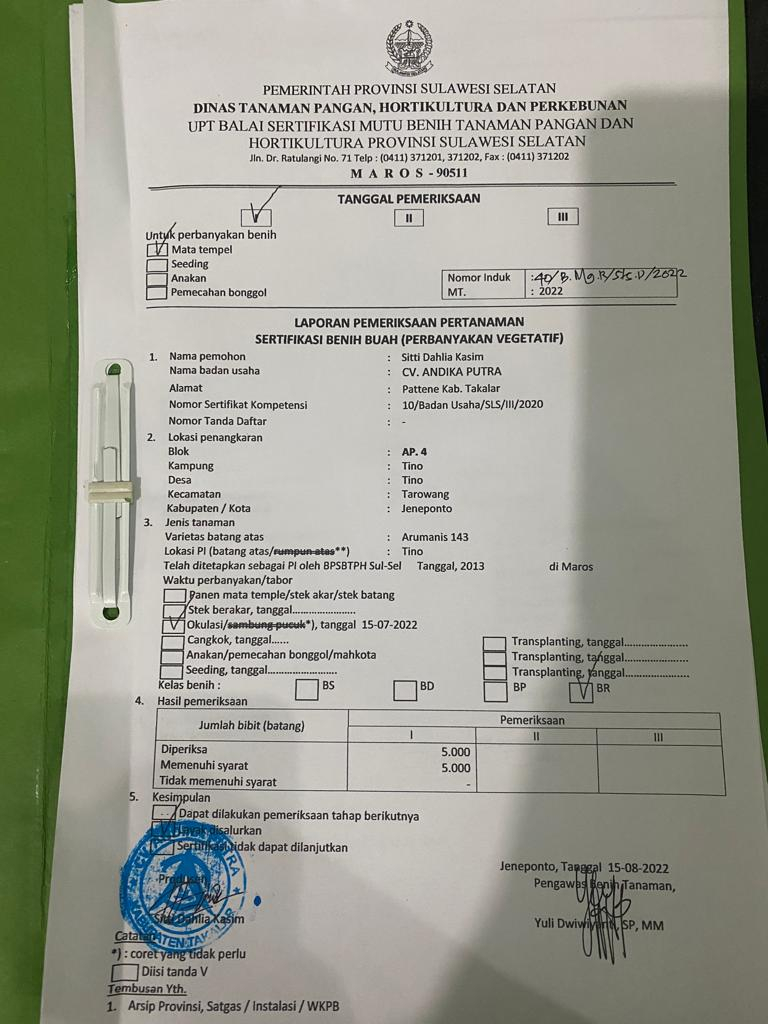 PEMERINTAH PROVINSI SULAWESI SELATAN
DINAS TANAMAN PANGAN, HORTIKULTURA DAN PERKEBUNAN
UPT BALAI SERTIFIKASI MUTU BENIH TANAMAN PANGAN DAN
HORTIKULTURA PROVINSI SULAWESI SELATAN
Jln. Dr. Ratulangi No. 71 Telp : (0411) 371201, 371202, Fax : (0411) 371202
M A R O S - 90511
TANGGAL PEMERIKSAAN
I II III
Untuk perbanyakan benih
Mata tempel
Seeding
Anakan
Pemecahan bonggol
Nomor Induk : 40/B.Mg.R/Sls.D/2022
MT. : 2022
LAPORAN PEMERIKSAAN PERTANAMAN
SERTIFIKASI BENIH BUAH (PERBANYAKAN VEGETATIF)
1. Nama pemohon : Sitti Dahlia Kasim
Nama badan usaha : CV. ANDIKA PUTRA
Alamat : Pattene Kab. Takalar
Nomor Sertifikat Kompetensi : 10/Badan Usaha/SLS/III/2020
Nomor Tanda Daftar : -
2. Lokasi penangkaran
Blok : AP. 4
Kampung : Tino
Desa : Tino
Kecamatan : Tarowang
Kabupaten / Kota : Jeneponto
3. Jenis tanaman
Varietas batang atas : Arumanis 143
Lokasi PI (batang atas/rumpun atas**) : Tino
Telah ditetapkan sebagai PI oleh BPSBTPH Sul-Sel Tanggal, 2013 di Maros
Waktu perbanyakan/tabor
Panen mata temple/stek akar/stek batang
Stek berakar, tanggal......................
Okulasi/sambung pucuk*), tanggal 15-07-2022
Cangkok, tanggal...... Transplanting, tanggal......................
Anakan/pemecahan bonggol/mahkota Transplanting, tanggal......................
Seeding, tanggal........................ Transplanting, tanggal......................
Kelas benih : BS BD BP BR
4. Hasil pemeriksaan
Jumlah bibit (batang) Pemeriksaan
I II III
Diperiksa 5.000
Memenuhi syarat 5.000
Tidak memenuhi syarat -
5. Kesimpulan
Dapat dilakukan pemeriksaan tahap berikutnya
Layak disalurkan
Sertifikasi tidak dapat dilanjutkan
Jeneponto, Tanggal 15-08-2022
Produsen Pengawas Benih Tanaman,
Sitti Dahlia Kasim Yuli Dwiwiyanti, SP, MM
KABUPATEN TAKALAR
Catatan
*) : coret yang tidak perlu
Diisi tanda V
Tembusan Yth.
1. Arsip Provinsi, Satgas / Instalasi / WKPB